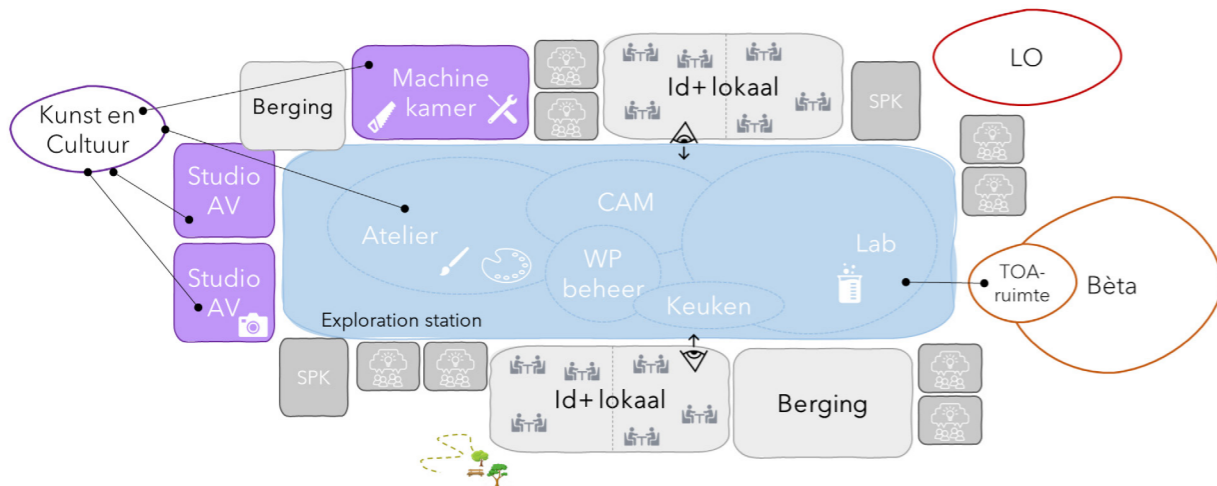 Kunst en
Cultuur
Berging
Machine
kamer
Id+ lokaal
SPK
LO
Studio
AV
Studio
AV
Atelier
CAM
WP
beheer
Keuken
Lab
TOA-
ruimte
Bèta
Exploration station
SPK
Id+ lokaal
Berging